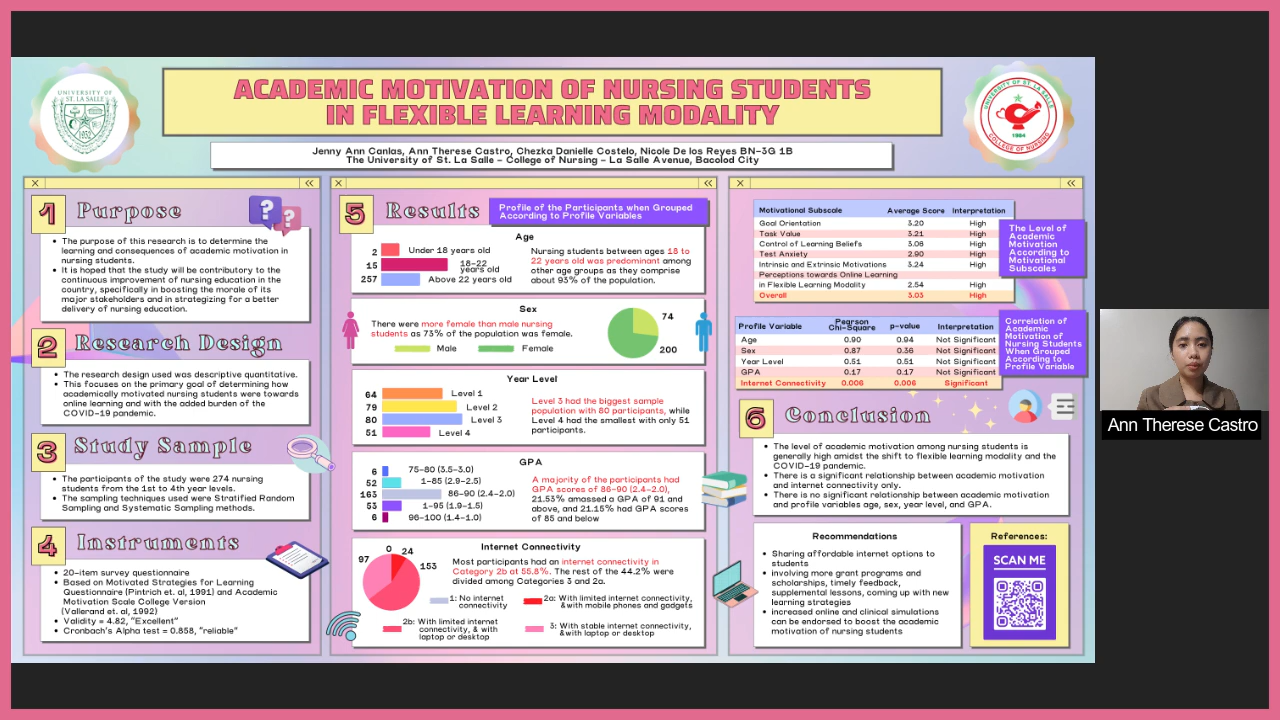 UNIVERSITY OF
ST. LA SALLE
ACADEMIC MOTIVATION OF NURSING STUDENTS
IN FLEXIBLE LEARNING MODALITY
UNIVERSITY OF ST. LA SALLE
1994
COLLEGE OF NURSING
Jenny Ann Canlas, Ann Therese Castro, Chezka Danielle Costelo, Nicole De los Reyes BN-3G 1B
The University of St. La Salle - College of Nursing - La Salle Avenue, Bacolod City
1 Purpose
• The purpose of this research is to determine the
learning and consequences of academic motivation in
nursing students.
• It is hoped that the study will be contributory to the
continuous improvement of nursing education in the
country, specifically in boosting the morale of its
major stakeholders and in strategizing for a better
delivery of nursing education.
2 Research Design
• The research design used was descriptive quantitative.
• This focuses on the primary goal of determining how
academically motivated nursing students were towards
online learning and with the added burden of the
COVID-19 pandemic.
3 Study Sample
• The participants of the study were 274 nursing
students from the 1st to 4th year levels.
• The sampling techniques used were Stratified Random
Sampling and Systematic Sampling methods.
4 Instruments
• 20-item survey questionnaire
• Based on Motivated Strategies for Learning
Questionnaire (Pintrich et. al, 1991) and Academic
Motivation Scale College Version
(Vallerand et. al, 1992)
• Validity = 4.82, "Excellent"
• Cronbach's Alpha test = 0.858, "reliable"
5 Results
Profile of the Participants when Grouped
According to Profile Variables
Age
2 Under 18 years old
15 18-22
years old
257 Above 22 years old
Nursing students between ages 18 to
22 years old was predominant among
other age groups as they comprise
about 93% of the population.
Sex
There were more female than male nursing
students as 73% of the population was female.
Male Female
74
200
Year Level
64 Level 1
79 Level 2
80 Level 3
51 Level 4
Level 3 had the biggest sample
population with 80 participants, while
Level 4 had the smallest with only 51
participants.
GPA
6 75-80 (3.5-3.0)
52 1-85 (2.9-2.5)
163 86-90 (2.4-2.0)
53 1-95 (1.9-1.5)
6 96-100 (1.4-1.0)
A majority of the participants had
GPA scores of 86-90 (2.4-2.0),
21.53% amassed a GPA of 91 and
above, and 21.15% had GPA scores
of 85 and below
Internet Connectivity
97 0 24
153
Most participants had an internet connectivity in
Category 2b at 55.8%. The rest of the 44.2% were
divided among Categories 3 and 2a.
1: No internet
connectivity
2a: With limited internet connectivity,
&with mobile phones and gadgets
2b: With limited internet
connectivity, & with
laptop or desktop
3: With stable internet connectivity,
&with laptop or desktop
Motivational Subscale Average Score Interpretation
Goal Orientation 3.20 High
Task Value 3.21 High
Control of Learning Beliefs 3.08 High
Test Anxiety 2.90 High
Intrinsic and Extrinsic Motivations 3.24 High
Perceptions towards Online Learning
in Flexible Learning Modality 2.54 High
Overall 3.03 High
The Level of
Academic
Motivation
According to
Motivational
Subscales
Profile Variable Pearson
Chi-Square p-value Interpretation
Age 0.90 0.94 Not Significant
Sex 0.87 0.36 Not Significant
Year Level 0.51 0.51 Not Significant
GPA 0.17 0.17 Not Significant
Internet Connectivity 0.006 0.006 Significant
Correlation of
Academic
Motivation of
Nursing Students
When Grouped
According to
Profile Variable
6 Conclusion
• The level of academic motivation among nursing students is
generally high amidst the shift to flexible learning modality and the
COVID-19 pandemic.
• There is a significant relationship between academic motivation
and internet connectivity only.
• There is no significant relationship between academic motivation
and profile variables age, sex, year level, and GPA.
Recommendations
• Sharing affordable internet options to
students
• involving more grant programs and
scholarships, timely feedback,
supplemental lessons, coming up with new
learning strategies
• increased online and clinical simulations
can be endorsed to boost the academic
motivation of nursing students
References:
SCAN ME
Ann Therese Castro